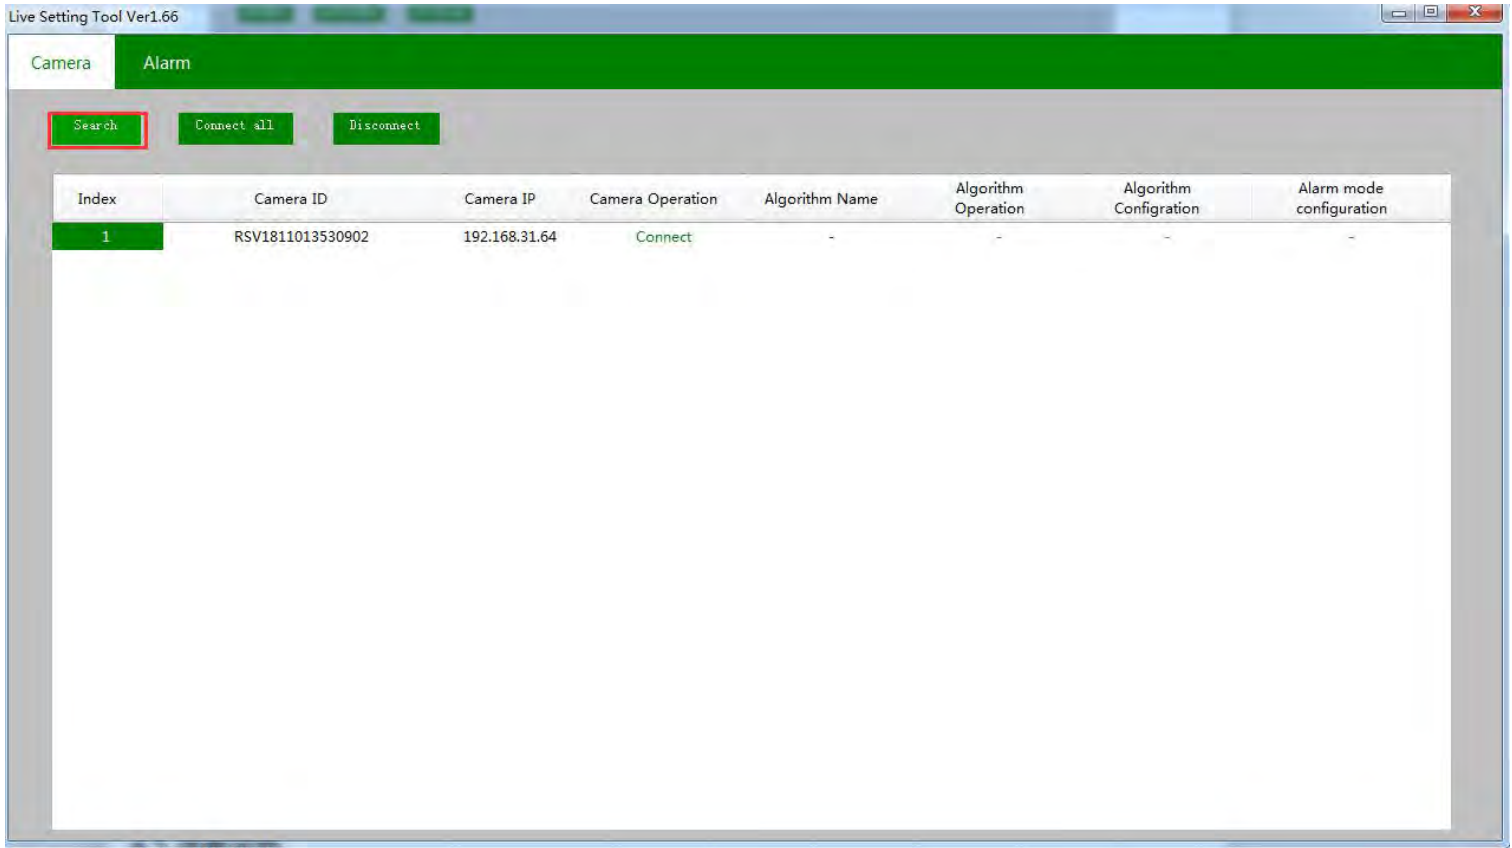 Live Setting Tool Ver1.66
Camera Alarm
Search Connect all Disconnect
Index Camera ID Camera IP Camera Operation Algorithm Name Algorithm Operation Algorithm Configration Alarm mode configuration
1 RSV1811013530902 192.168.31.64 Connect - - - -